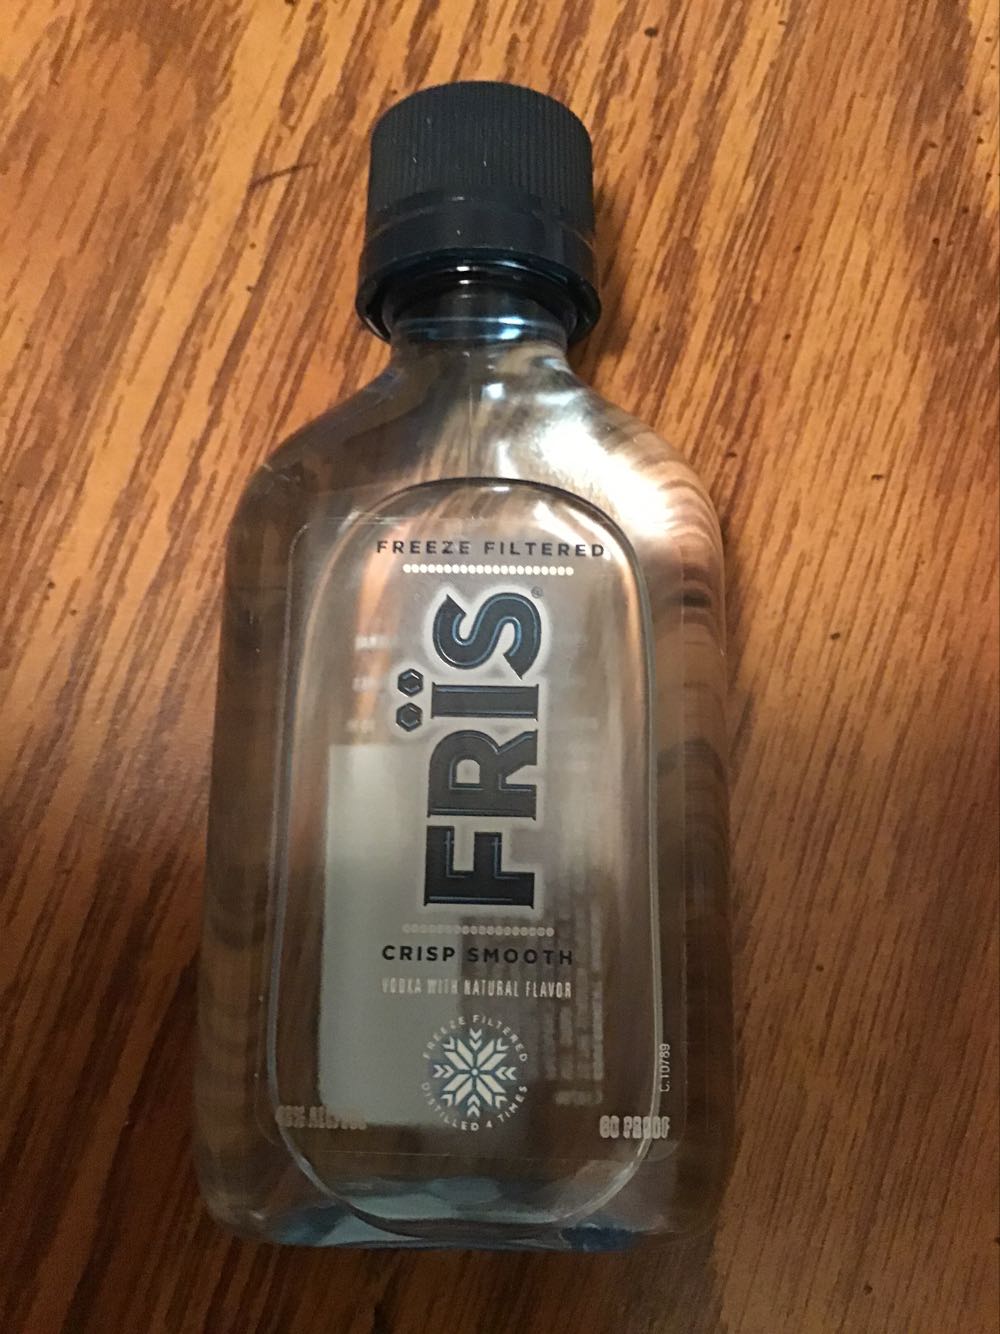 FREEZE FILTERED
FRÏS®
CRISP SMOOTH
VODKA WITH NATURAL FLAVOR
FREEZE FILTERED
DISTILLED 4 TIMES
80 PROOF
C.10789